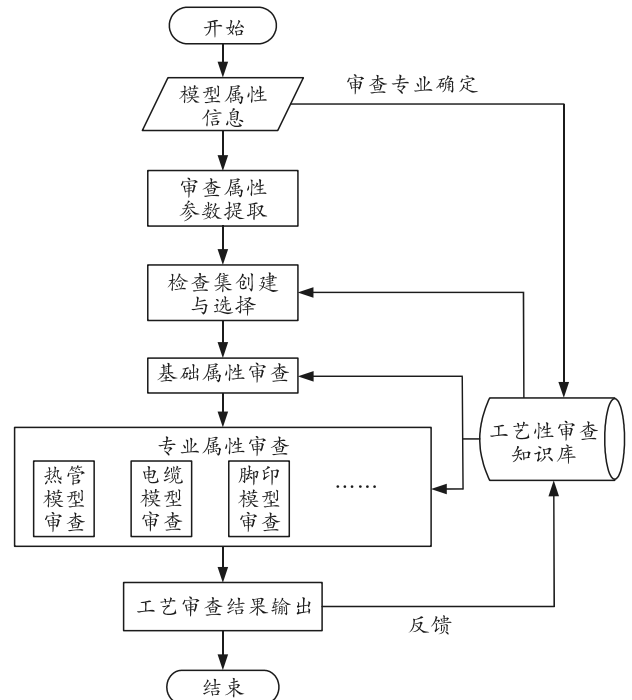 开始
模型属性
信息
审查专业确定
审查属性
参数提取
检查集创建
与选择
基础属性审查
工艺性审查
知识库
专业属性审查
热管
模型
审查
电缆
模型
审查
脚印
模型
审查
……
工艺审查结果输出
反馈
结束